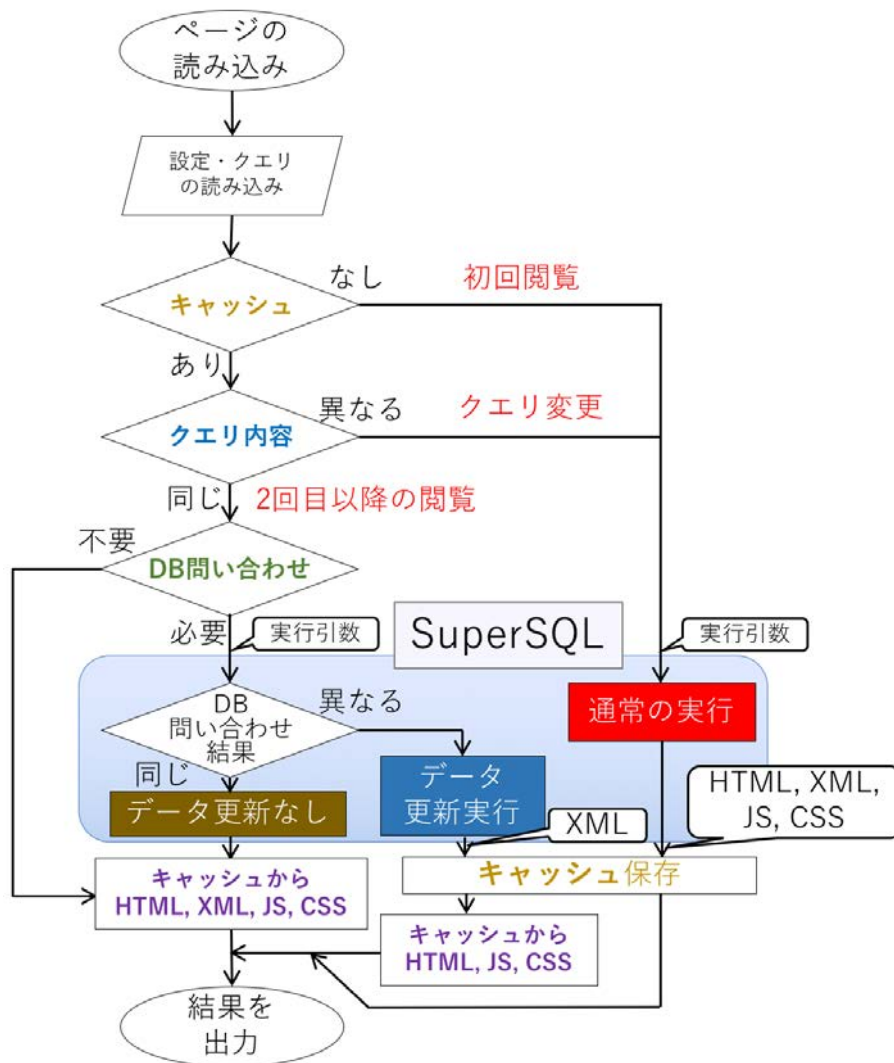 ページの
読み込み
設定・クエリ
の読み込み
なし
初回閲覧
キャッシュ
あり
異なる
クエリ変更
クエリ内容
同じ
2回目以降の閲覧
不要
DB問い合わせ
必要
実行引数
SuperSQL
実行引数
DB
問い合わせ
結果
異なる
通常の実行
同じ
データ更新なし
データ
更新実行
HTML, XML,
JS, CSS
XML
キャッシュから
HTML, XML, JS, CSS
キャッシュ保存
キャッシュから
HTML, JS, CSS
結果を
出力